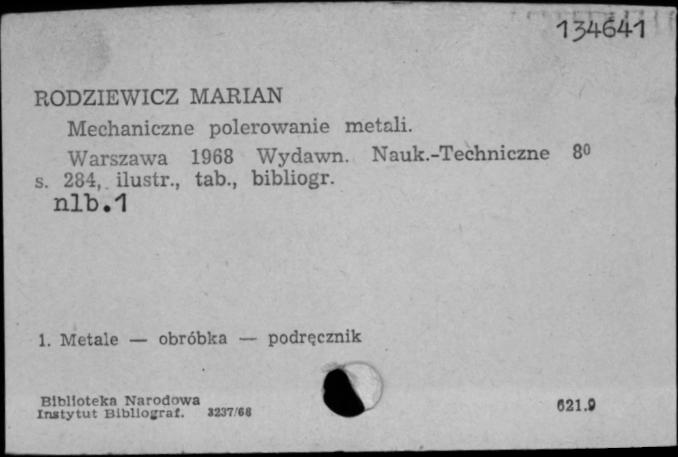 134641
RODZIEWICZ MARIAN
Mechaniczne polerowanie metali.
Warszawa 1968 Wydawn. Nauk.-Techniczne 8⁰
s. 284, ilustr., tab., bibliogr.
nlb.1
1. Metale — obróbka — podręcznik
Biblioteka Narodowa
Instytut Bibliograf. 3237/68
621.9